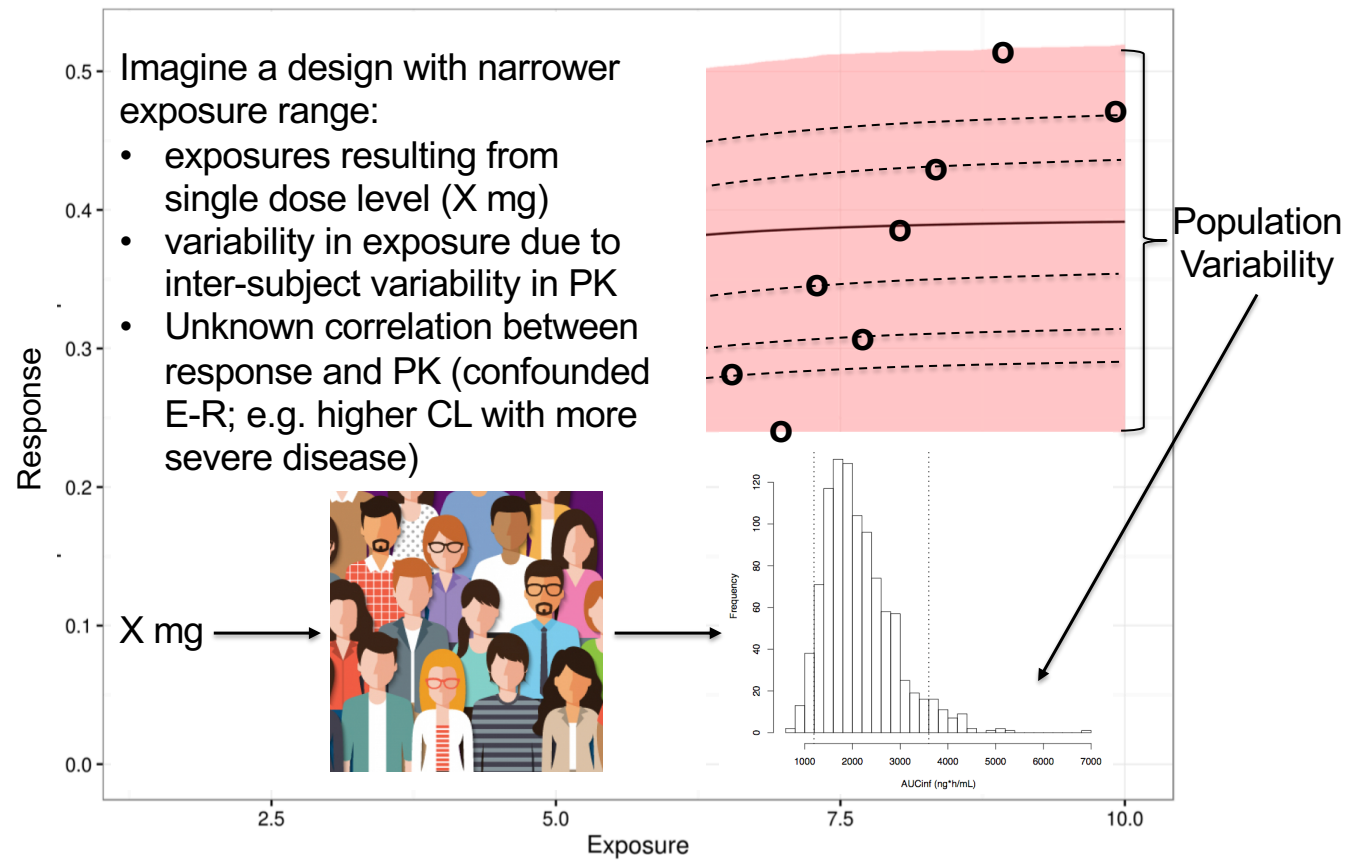 Imagine a design with narrower
exposure range:
• exposures resulting from
single dose level (X mg)
• variability in exposure due to
inter-subject variability in PK
• Unknown correlation between
response and PK (confounded
E-R; e.g. higher CL with more
severe disease)
Population
Variability
X mg
Response
0.5
0.4
0.3
0.2
0.1
0.0
2.5 5.0 7.5 10.0
Exposure
o
o
o
o
o
o
o
o
Frequency
120
100
80
60
40
20
0
1000 2000 3000 4000 5000 6000 7000
AUCinf (ng*h/mL)